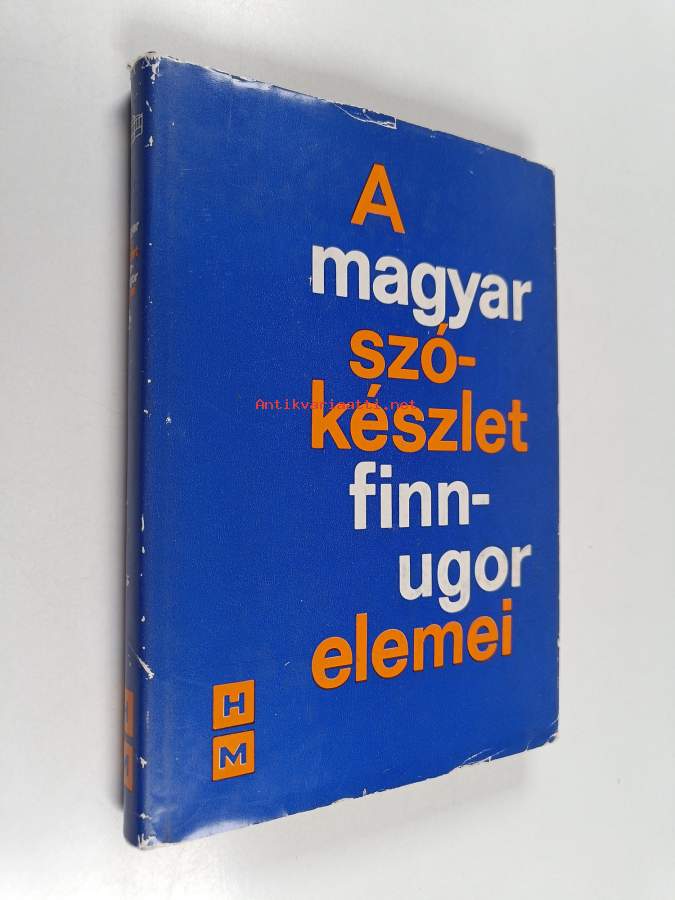 A
magyar
szó-
készlet
Antikvariaatti.net
finn-
ugor
elemei
H
M